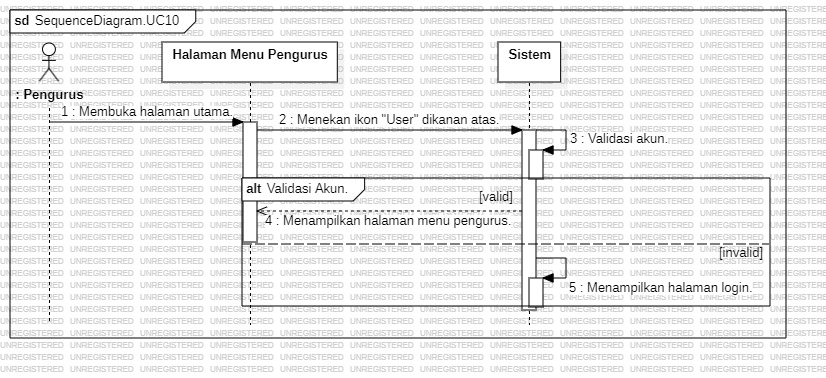 sd SequenceDiagram.UC10
Halaman Menu Pengurus
Sistem
: Pengurus
1 : Membuka halaman utama.
2 : Menekan ikon "User" dikanan atas.
3 : Validasi akun.
alt Validasi Akun.
[valid]
4 : Menampilkan halaman menu pengurus.
[invalid]
5 : Menampilkan halaman login.
UNREGISTERED